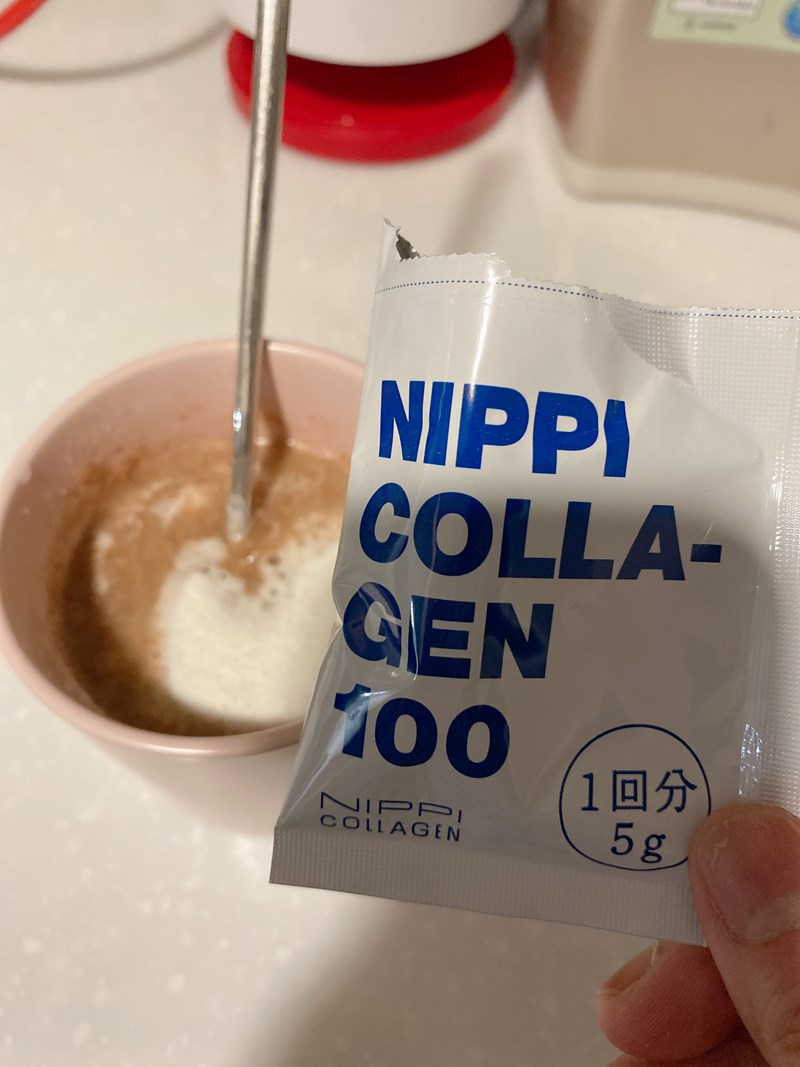 NIPPI
COLLA-
GEN
100
NIPPI
COLLAGEN
1回分
5g